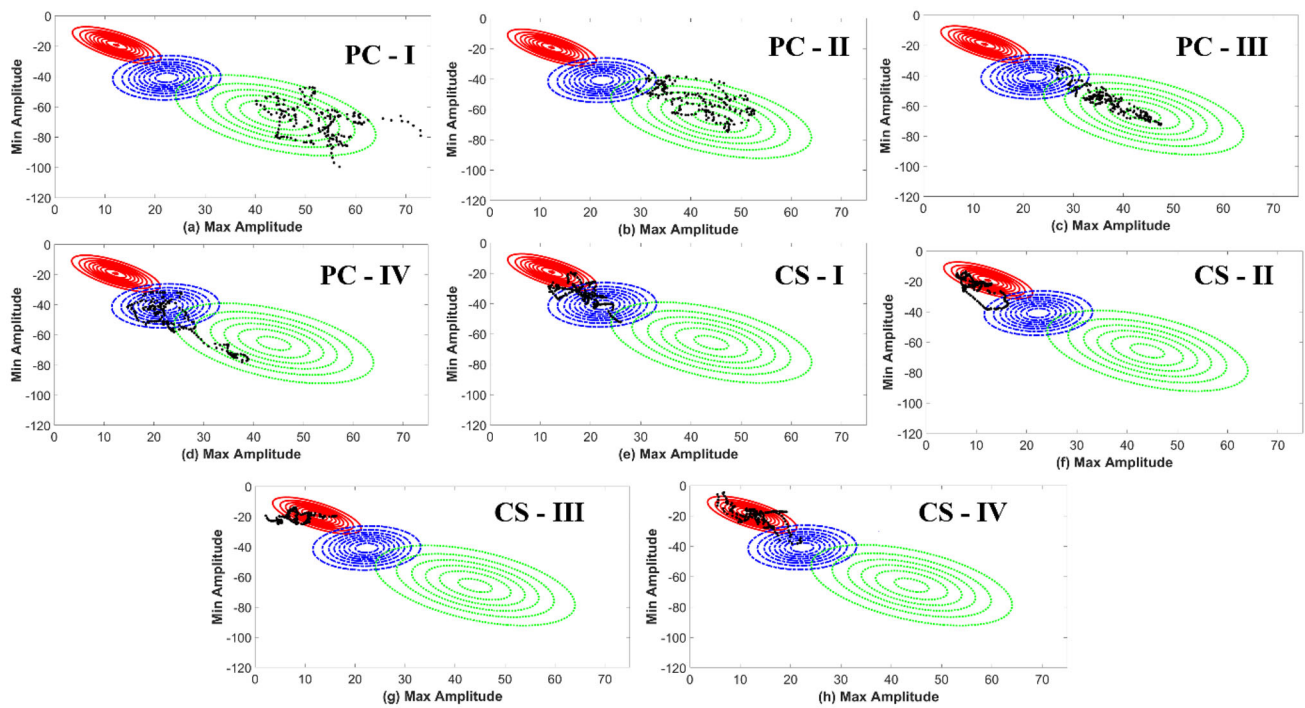 0
-20
-40
-60
-80
-100
-120
Min Amplitude
PC - I
0 10 20 30 40 50 60 70
(a) Max Amplitude
0
-20
-40
-60
-80
-100
-120
Min Amplitude
PC - II
0 10 20 30 40 50 60 70
(b) Max Amplitude
0
-20
-40
-60
-80
-100
-120
Min Amplitude
PC - III
0 10 20 30 40 50 60 70
(c) Max Amplitude
0
-20
-40
-60
-80
-100
-120
Min Amplitude
PC - IV
0 10 20 30 40 50 60 70
(d) Max Amplitude
0
-20
-40
-60
-80
-100
-120
Min Amplitude
CS - I
0 10 20 30 40 50 60 70
(e) Max Amplitude
0
-20
-40
-60
-80
-100
-120
Min Amplitude
CS - II
0 10 20 30 40 50 60 70
(f) Max Amplitude
0
-20
-40
-60
-80
-100
-120
Min Amplitude
CS - III
0 10 20 30 40 50 60 70
(g) Max Amplitude
0
-20
-40
-60
-80
-100
-120
Min Amplitude
CS - IV
0 10 20 30 40 50 60 70
(h) Max Amplitude